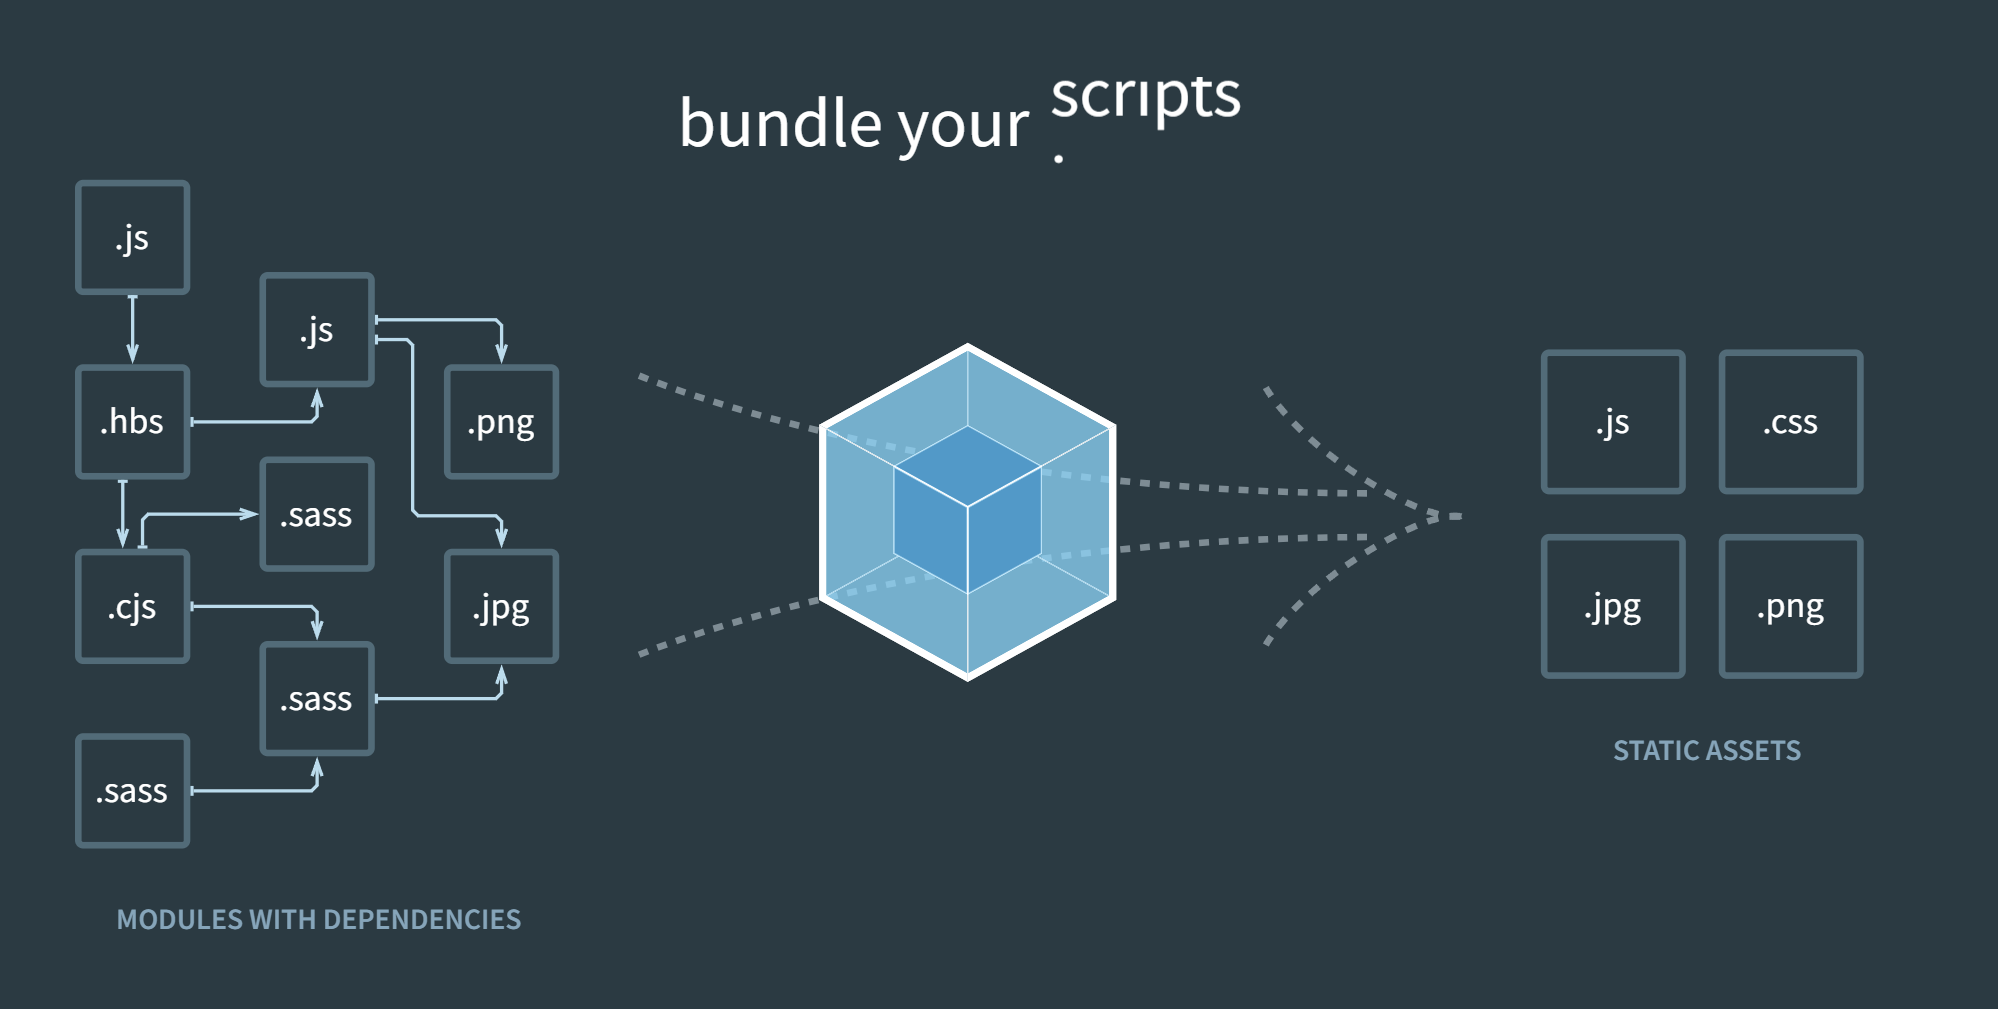 bundle your scripts
.js
.js
.hbs
.png
.sass
.cjs
.jpg
.sass
.sass
MODULES WITH DEPENDENCIES
.js
.css
.jpg
.png
STATIC ASSETS